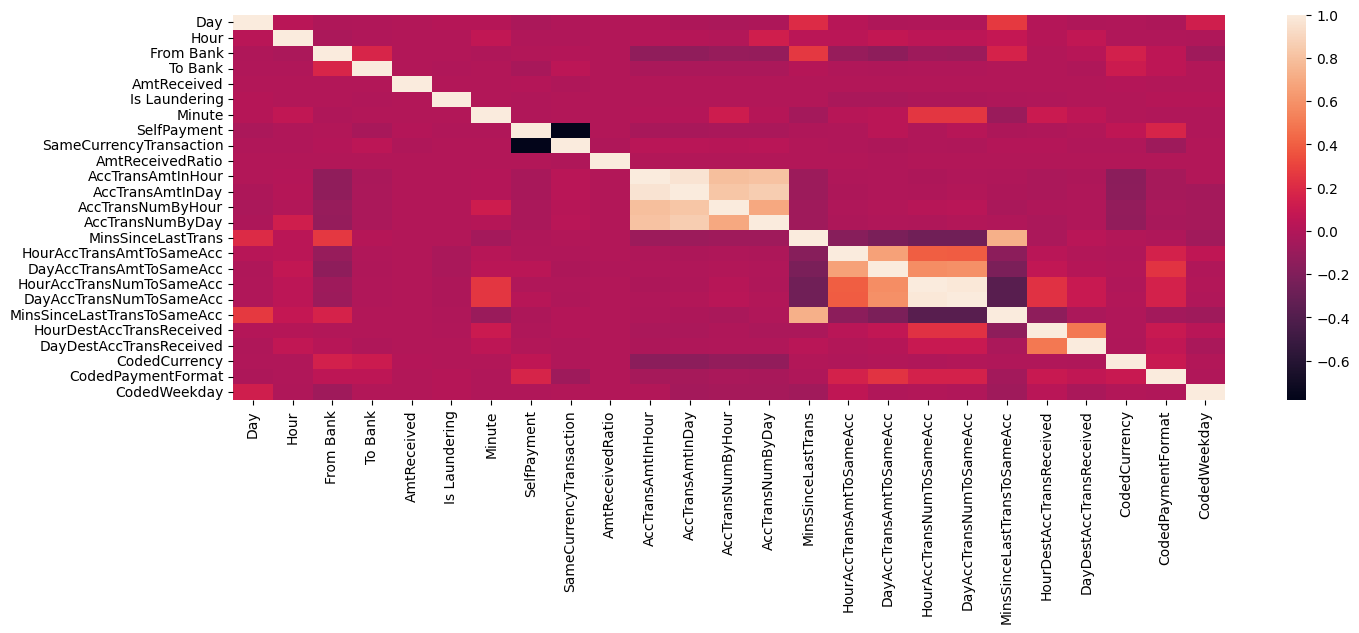 Day
Hour
From Bank
To Bank
AmtReceived
Is Laundering
Minute
SelfPayment
SameCurrencyTransaction
AmtReceivedRatio
AccTransAmtInHour
AccTransAmtInDay
AccTransNumByHour
AccTransNumByDay
MinsSinceLastTrans
HourAccTransAmtToSameAcc
DayAccTransAmtToSameAcc
HourAccTransNumToSameAcc
DayAccTransNumToSameAcc
MinsSinceLastTransToSameAcc
HourDestAccTransReceived
DayDestAccTransReceived
CodedCurrency
CodedPaymentFormat
CodedWeekday
Day
Hour
From Bank
To Bank
AmtReceived
Is Laundering
Minute
SelfPayment
SameCurrencyTransaction
AmtReceivedRatio
AccTransAmtInHour
AccTransAmtInDay
AccTransNumByHour
AccTransNumByDay
MinsSinceLastTrans
HourAccTransAmtToSameAcc
DayAccTransAmtToSameAcc
HourAccTransNumToSameAcc
DayAccTransNumToSameAcc
MinsSinceLastTransToSameAcc
HourDestAccTransReceived
DayDestAccTransReceived
CodedCurrency
CodedPaymentFormat
CodedWeekday
1.0
0.8
0.6
0.4
0.2
0.0
−0.2
−0.4
−0.6